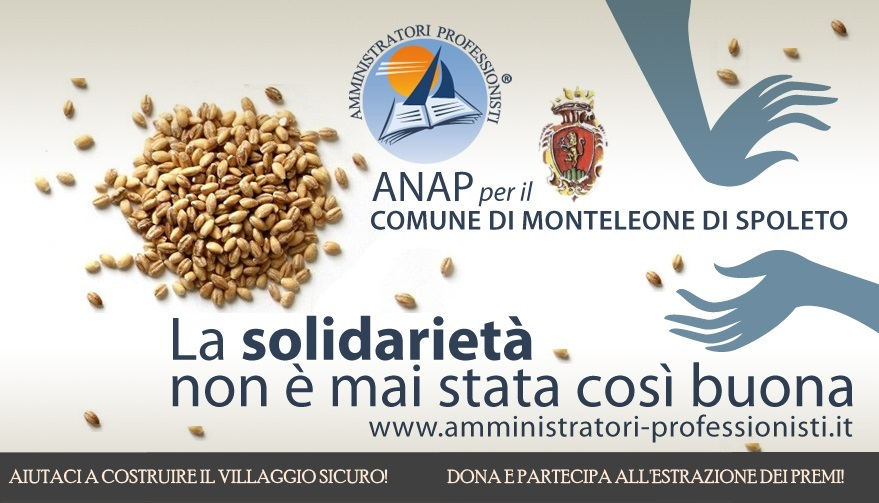 AMMINISTRATORI PROFESSIONISTI ®
ANAP per il
COMUNE DI MONTELEONE DI SPOLETO
La solidarietà
non è mai stata così buona
www.amministratori-professionisti.it
AIUTACI A COSTRUIRE IL VILLAGGIO SICURO! DONA E PARTECIPA ALL'ESTRAZIONE DEI PREMI!